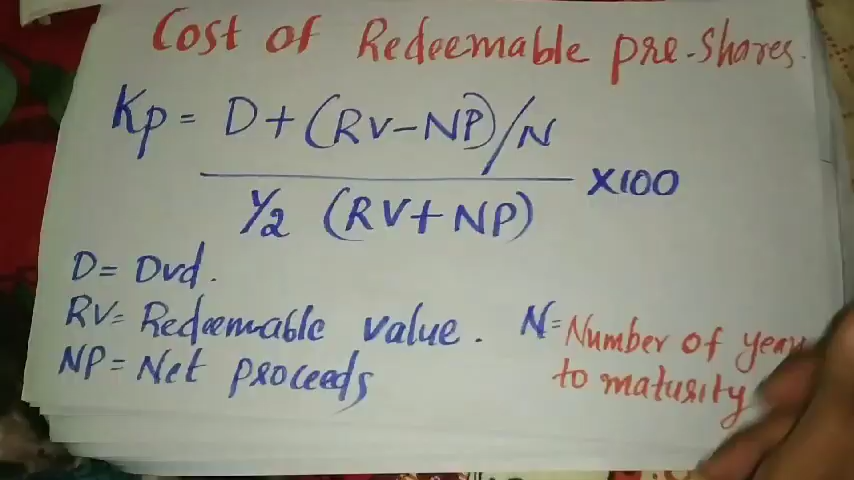 Cost of Redeemable pre-shares.
Kp = D + (RV - NP)/N
1/2 (RV + NP) X100
D = Dvd.
RV = Redeemable value. N = Number of years
NP = Net proceeds to maturity